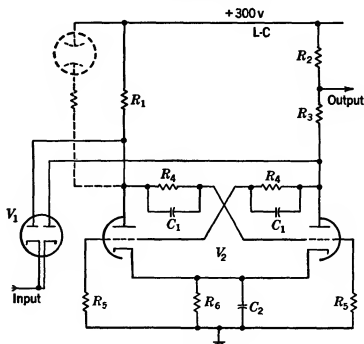 +300 v
L-C
R2
Output
R1
R3
R4
R4
V1
C1
C1
V2
Input
R5
R6
C2
R5